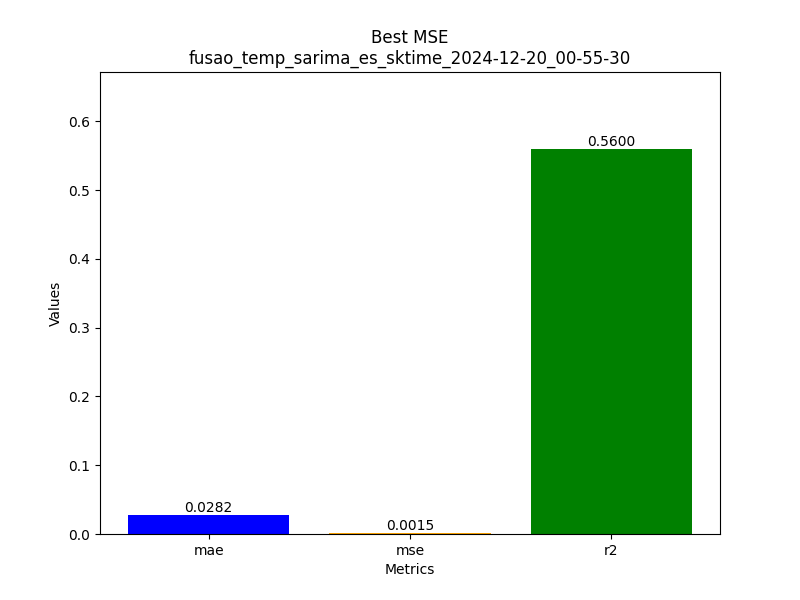 Best MSE
fusao_temp_sarima_es_sktime_2024-12-20_00-55-30
0.6
0.5
0.4
0.3
0.2
0.1
0.0
Values
0.0282
0.0015
0.5600
mae
mse
r2
Metrics